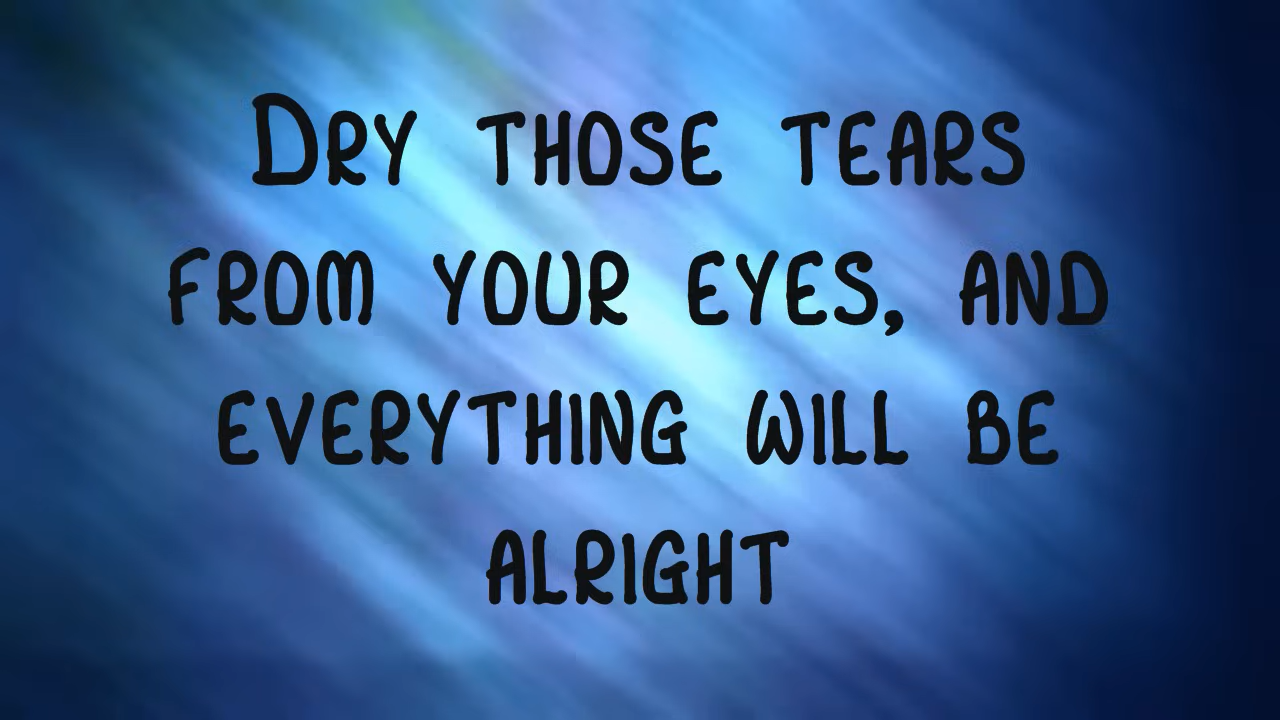 Dry those tears
from your eyes, and
everything will be
alright